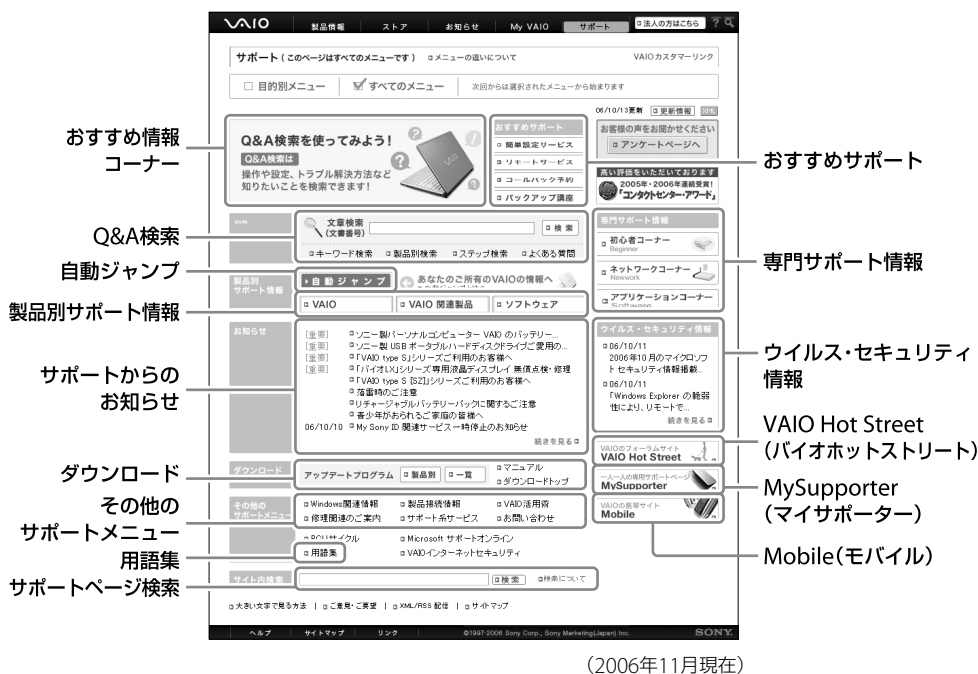 VAIO 製品情報 ストア お知らせ My VAIO サポート 法人の方はこちら ?
サポート ( このページはすべてのメニューです ) メニューの違いについて VAIOカスタマーリンク
目的別メニュー すべてのメニュー 次回からは選択されたメニューから始まります
06/10/13更新 更新情報 XML
おすすめ情報
コーナー
Q&A検索を使ってみよう!
Q&A検索は
操作や設定、トラブル解決方法など
知りたいことを検索できます!
おすすめサポート
簡単設定サービス
リモートサービス
コールバック予約
バックアップ講座
お客様の声をお聞かせください
アンケートページへ
高い評価をいただいております
2005年・2006年連続受賞!
「コンタクトセンター・アワード」
おすすめサポート
Q&A検索
文章検索
(文書番号)
検索
キーワード検索 製品別検索 ステップ検索 よくある質問
専門サポート情報
初心者コーナー
Beginner
ネットワークコーナー
アプリケーションコーナー
Software
専門サポート情報
自動ジャンプ
製品別
サポート情報
自動ジャンプ あなたのご所有のVAIOの情報へ
製品別サポート情報
VAIO VAIO 関連製品 ソフトウェア
サポートからの
お知らせ
お知らせ
[重要] ソニー製パーソナルコンピューター VAIO のバッテリー...
[重要] ソニー製 USB ポータブルハードディスクドライブご愛用の...
[重要] 「VAIO type S」シリーズご利用のお客様へ
[重要] 「バイオLX」シリーズ専用液晶ディスプレイ 無償点検・修理
「VAIO type S [SZ]」シリーズご利用のお客様へ
落雷時のご注意
リチャージャブルバッテリーパックに関するご注意
青少年がおられるご家庭の皆様へ
06/10/10 My Sony ID 関連サービス一時停止のお知らせ
続きを見る
ウイルス・セキュリティ情報
06/10/11
2006年10月のマイクロソフ
ト セキュリティ情報掲載...
06/10/11
「Windows Explorer の脆弱
性により、リモートで...
続きを見る
ウイルス・セキュリティ
情報
VAIOのフォーラムサイト
VAIO Hot Street
VAIO Hot Street
(バイオホットストリート)
ダウンロード
ダウンロード
アップデートプログラム 製品別 一覧
マニュアル
ダウンロードトップ
一人一人の専用サポートページ
MySupporter
MySupporter
(マイサポーター)
その他の
サポートメニュー
その他の
サポートメニュー
Windows関連情報 製品接続情報 VAIO活用術
修理関連のご案内 サポート系サービス お問い合わせ
PCリサイクル Microsoft サポートオンライン
VAIOの携帯サイト
Mobile
Mobile(モバイル)
用語集
用語集 VAIOインターネットセキュリティ
サポートページ検索
サイト内検索 検索 検索について
大きい文字で見る方法 | ご意見・ご要望 | XML/RSS 配信 | サイトマップ
ヘルプ サイトマップ リンク ©1997-2006 Sony Corp., Sony Marketing(Japan) Inc. SONY
(2006年11月現在)